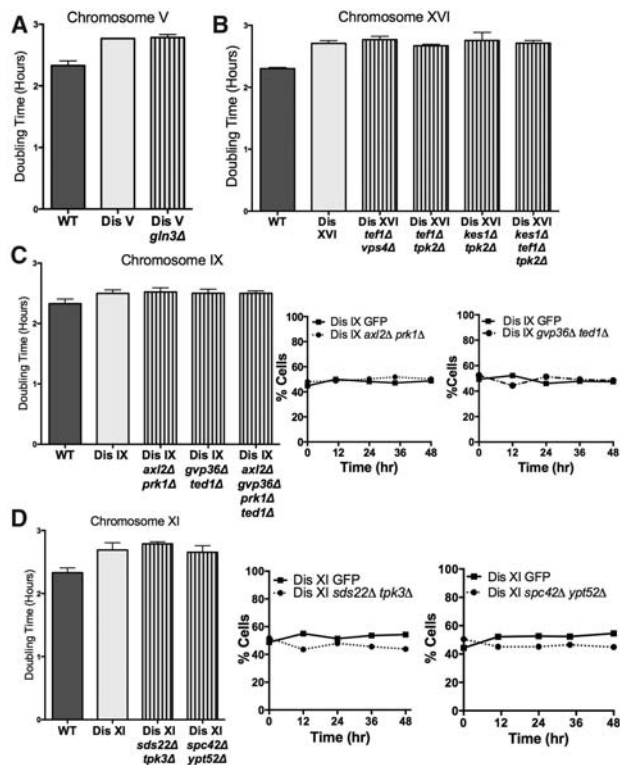 A
Chromosome V
Doubling Time (Hours)
3
2
1
0
WT
Dis V
Dis V
gln3Δ
B
Chromosome XVI
Doubling Time (Hours)
3
2
1
0
WT
Dis
XVI
Dis XVI
tef1Δ
vps4Δ
Dis XVI
tef1Δ
tpk2Δ
Dis XVI
kes1Δ
tpk2Δ
Dis XVI
kes1Δ
tef1Δ
tpk2Δ
C
Chromosome IX
Doubling Time (Hours)
3
2
1
0
WT
Dis IX
Dis IX
axl2Δ
prk1Δ
Dis IX
gvp36Δ
ted1Δ
Dis IX
axl2Δ
gvp36Δ
prk1Δ
ted1Δ
Dis IX GFP
Dis IX axl2Δ prk1Δ
% Cells
100
80
60
40
20
0
0 12 24 36 48
Time (hr)
Dis IX GFP
Dis IX gvp36Δ ted1Δ
%Cells
100
80
60
40
20
0
0 12 24 36 48
Time (hr)
D
Chromosome XI
Doubling Time (Hours)
3
2
1
0
WT
Dis XI
Dis XI
sds22Δ
tpk3Δ
Dis XI
spc42Δ
ypt52Δ
Dis XI GFP
Dis XI sds22Δ tpk3Δ
% Cells
100
80
60
40
20
0
0 12 24 36 48
Time (hr)
Dis XI GFP
Dis XI spc42Δ ypt52Δ
% Cells
100
80
60
40
20
0
0 12 24 36 48
Time (hr)